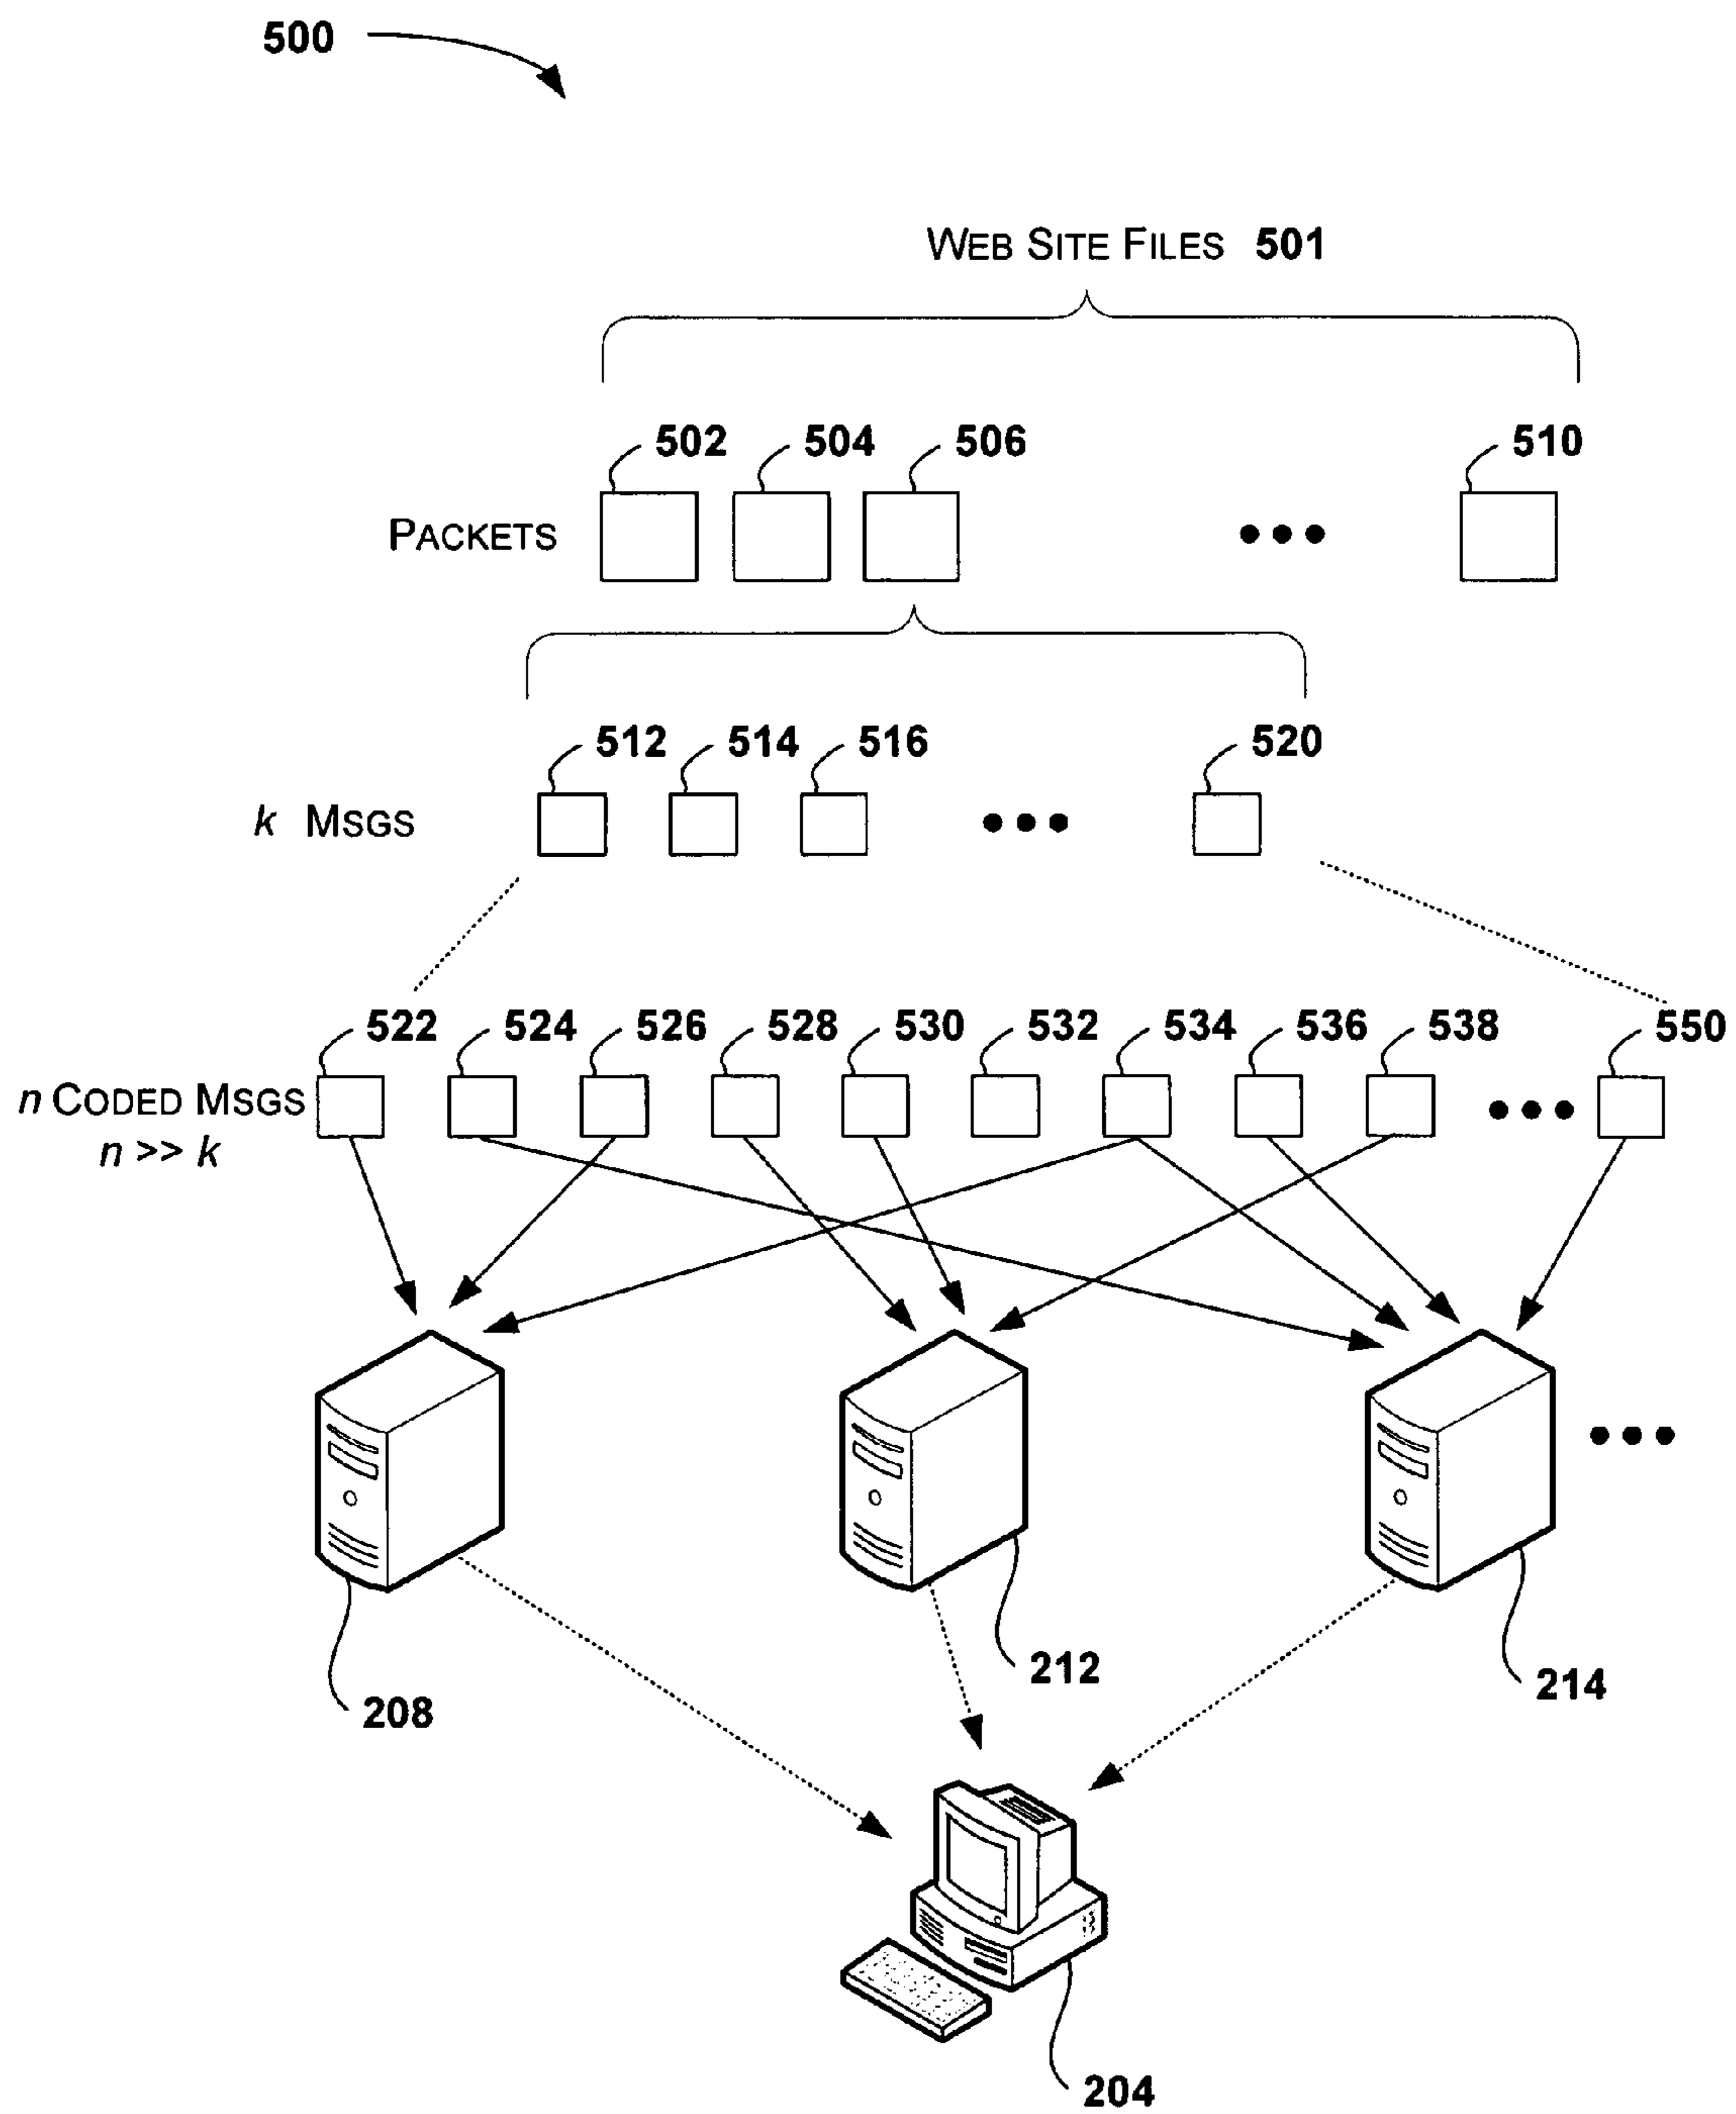 500
WEB SITE FILES 501
502 504 506 510
PACKETS
512 514 516 520
k MSGS
522 524 526 528 530 532 534 536 538 550
n CODED MSGS
n >> k
212
214
208
204